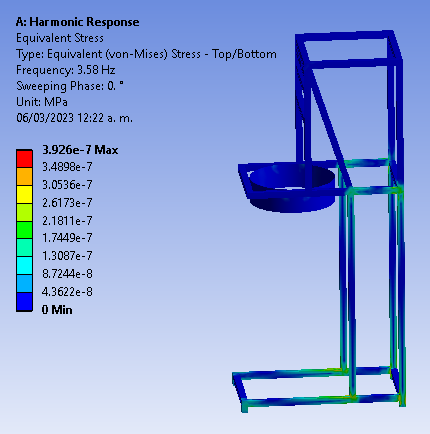 A: Harmonic Response
Equivalent Stress
Type: Equivalent (von-Mises) Stress - Top/Bottom
Frequency: 3.58 Hz
Sweeping Phase: 0. °
Unit: MPa
06/03/2023 12:22 a. m.
3.926e-7 Max
3.4898e-7
3.0536e-7
2.6173e-7
2.1811e-7
1.7449e-7
1.3087e-7
8.7244e-8
4.3622e-8
0 Min